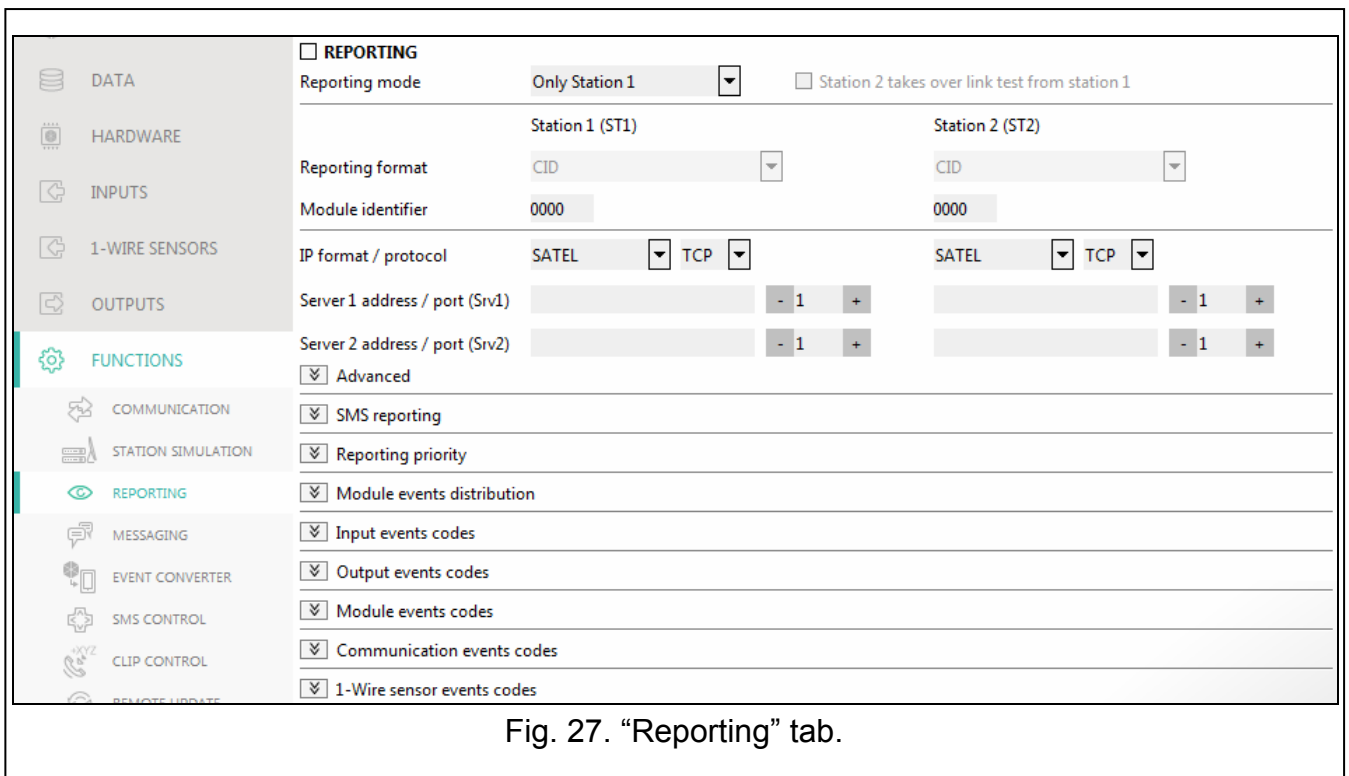 DATA
HARDWARE
INPUTS
1-WIRE SENSORS
OUTPUTS
FUNCTIONS
COMMUNICATION
STATION SIMULATION
REPORTING
MESSAGING
EVENT CONVERTER
SMS CONTROL
+XYZ
CLIP CONTROL
REMOTE UPDATE
REPORTING
Reporting mode Only Station 1 Station 2 takes over link test from station 1
Station 1 (ST1) Station 2 (ST2)
Reporting format CID CID
Module identifier 0000 0000
IP format / protocol SATEL TCP SATEL TCP
Server 1 address / port (Srv1) - 1 + - 1 +
Server 2 address / port (Srv2) - 1 + - 1 +
Advanced
SMS reporting
Reporting priority
Module events distribution
Input events codes
Output events codes
Module events codes
Communication events codes
1-Wire sensor events codes
Fig. 27. “Reporting” tab.